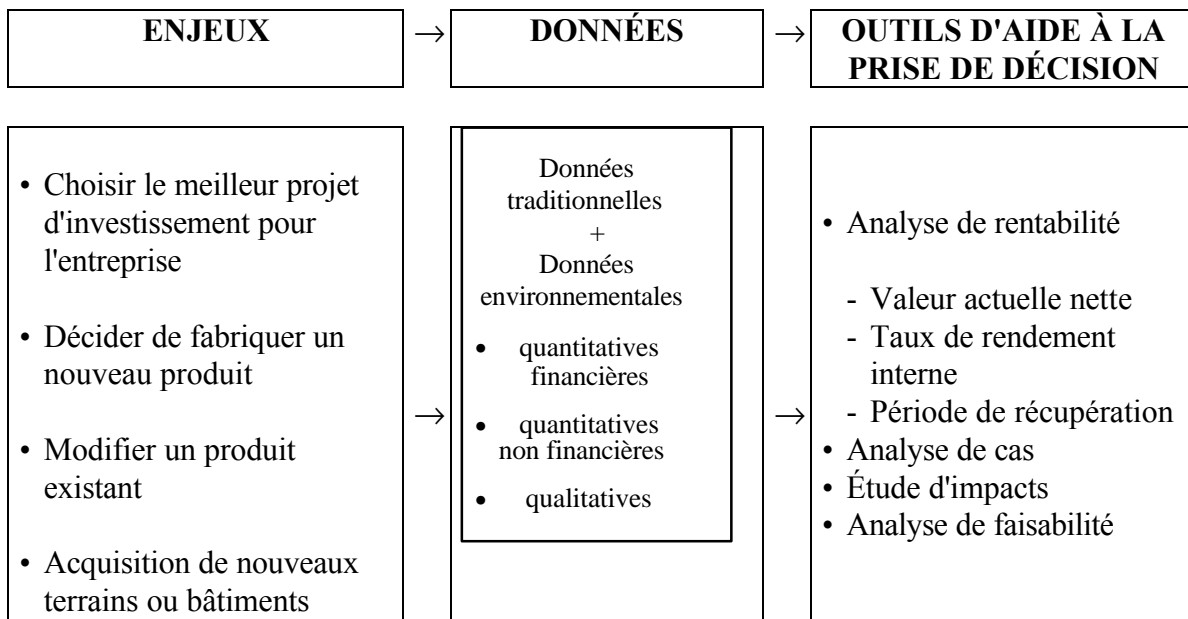 ENJEUX
→
DONNÉES
→
OUTILS D'AIDE À LA
PRISE DE DÉCISION
• Choisir le meilleur projet
d'investissement pour
l'entreprise
• Décider de fabriquer un
nouveau produit
• Modifier un produit
existant
• Acquisition de nouveaux
terrains ou bâtiments
→
Données
traditionnelles
+
Données
environnementales
• quantitatives
financières
• quantitatives
non financières
• qualitatives
→
• Analyse de rentabilité
- Valeur actuelle nette
- Taux de rendement
interne
- Période de récupération
• Analyse de cas
• Étude d'impacts
• Analyse de faisabilité